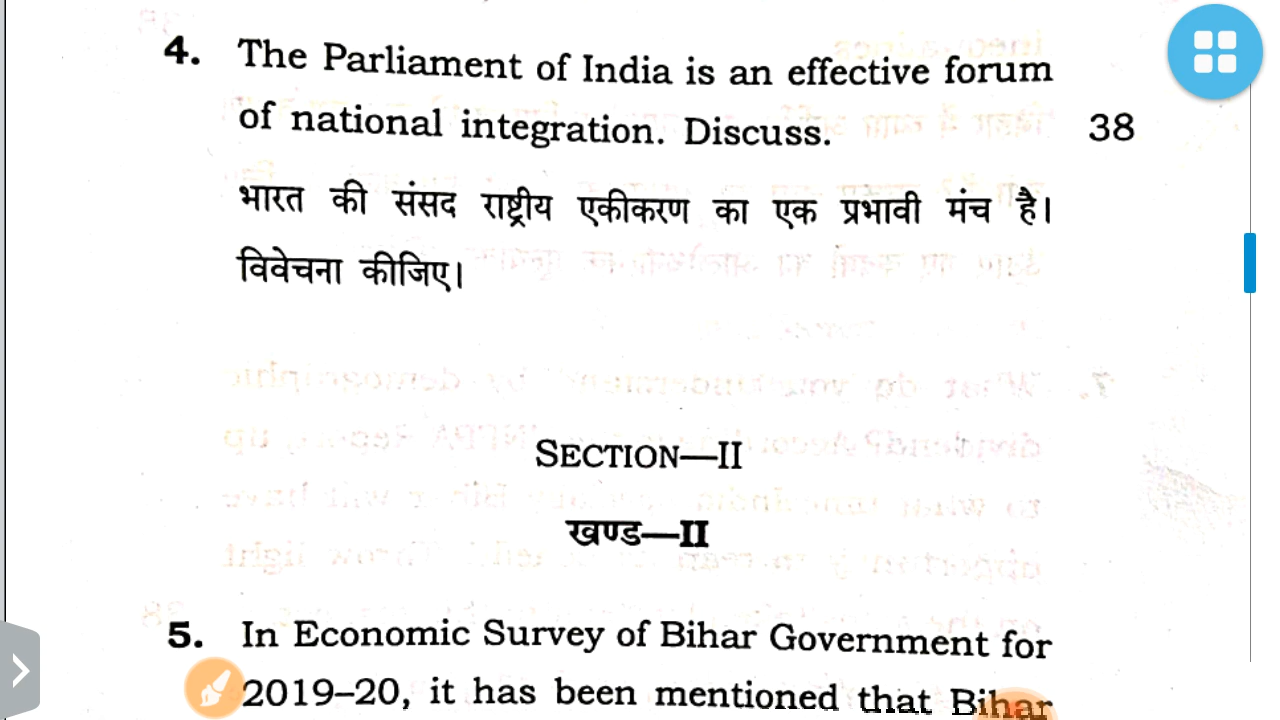 4. The Parliament of India is an effective forum
of national integration. Discuss. 38
भारत की संसद राष्ट्रीय एकीकरण का एक प्रभावी मंच है।
विवेचना कीजिए।
SECTION—II
खण्ड—II
5. In Economic Survey of Bihar Government for
2019–20, it has been mentioned that Bihar